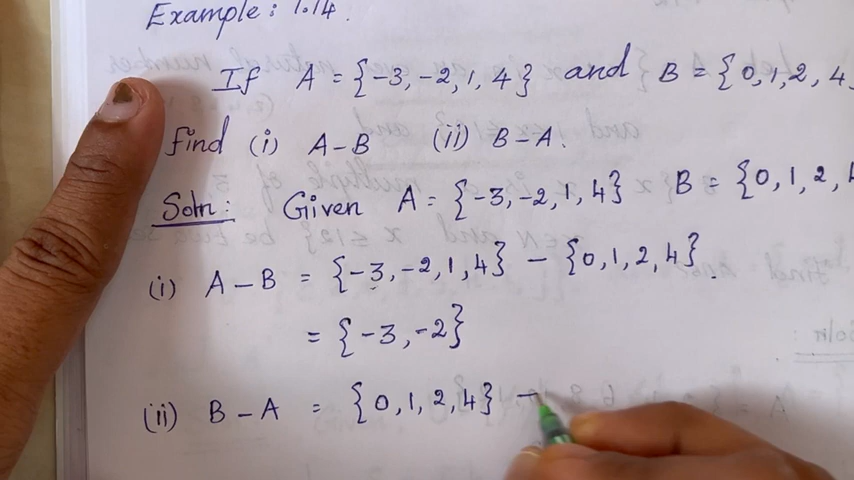 Example: 1.14.
If A = {-3, -2, 1, 4} and B = {0, 1, 2, 4
Find (i) A-B (ii) B-A.
Soln: Given A = {-3, -2, 1, 4} B = {0, 1, 2, 4
(i) A-B = {-3, -2, 1, 4} - {0, 1, 2, 4}.
= {-3, -2}
(ii) B-A = {0, 1, 2, 4} -